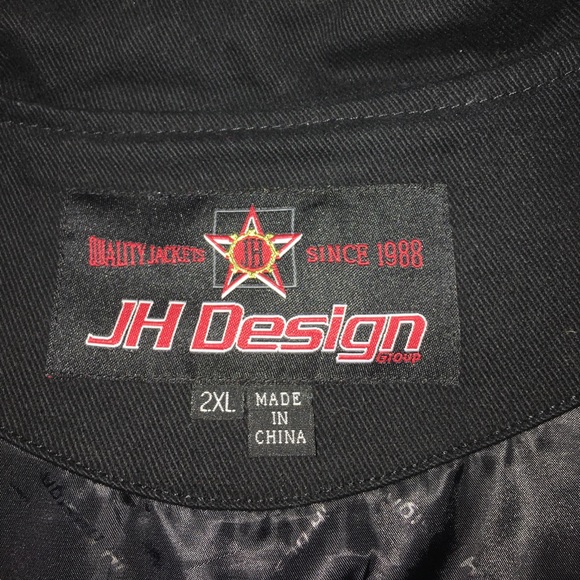 QUALITY JACKETS SINCE 1988
JH
JH Design
Group
2XL
MADE
IN
CHINA